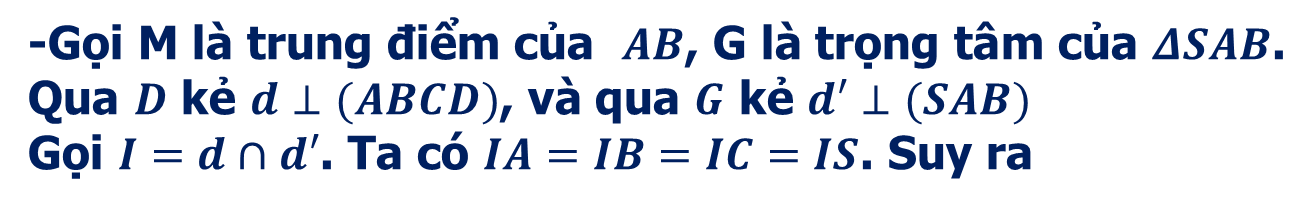 -Gọi M là trung điểm của 𝑨𝑩, G là trọng tâm của 𝜟𝑺𝑨𝑩.
Qua 𝑫 kẻ 𝒅 ⊥ (𝑨𝑩𝑪𝑫), và qua 𝑮 kẻ 𝒅′ ⊥ (𝑺𝑨𝑩)
Gọi 𝑰 = 𝒅 ∩ 𝒅′. Ta có 𝑰𝑨 = 𝑰𝑩 = 𝑰𝑪 = 𝑰𝑺. Suy ra